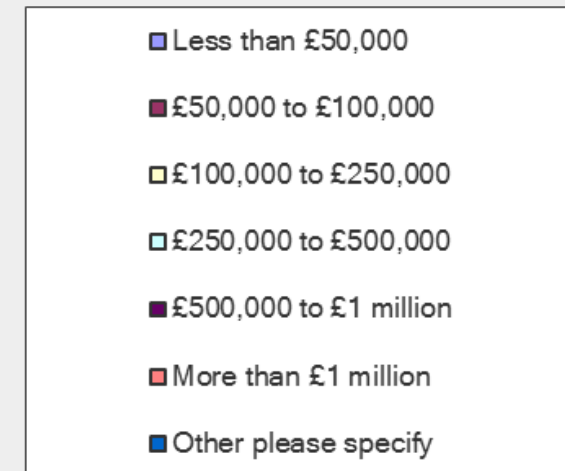 Less than £50,000
£50,000 to £100,000
£100,000 to £250,000
£250,000 to £500,000
£500,000 to £1 million
More than £1 million
Other please specify